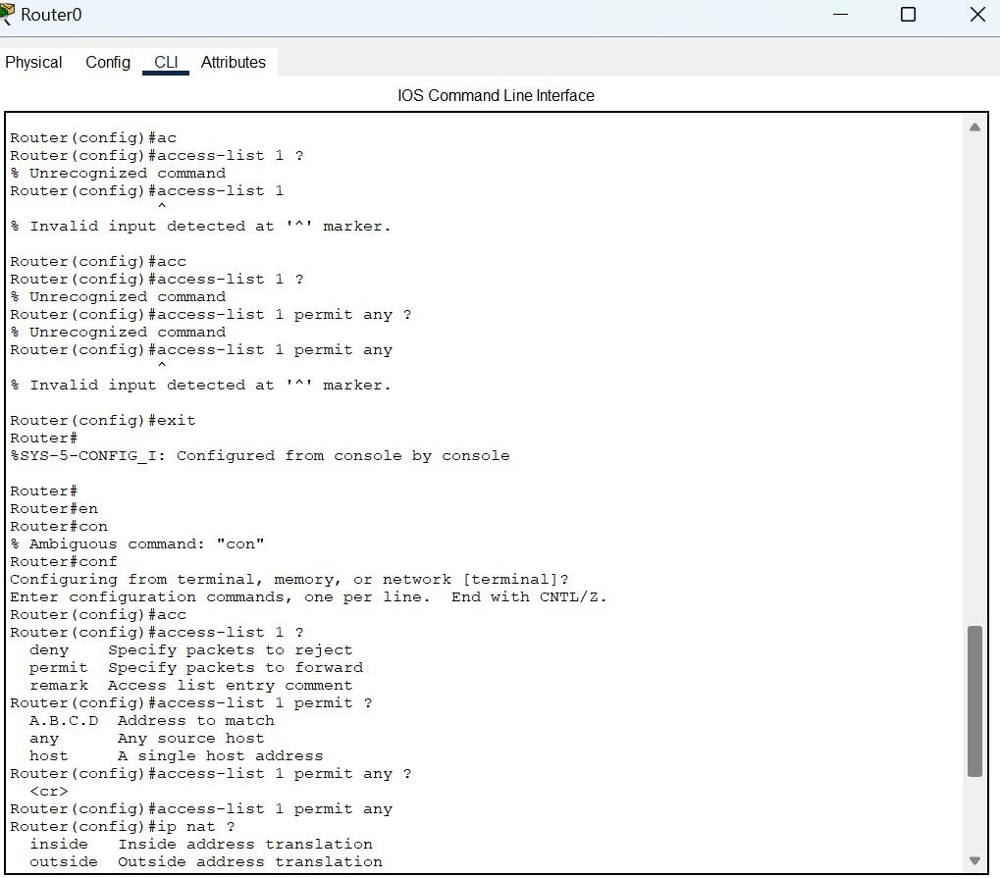 Router0
Physical Config CLI Attributes
IOS Command Line Interface
Router(config)#ac
Router(config)#access-list 1 ?
% Unrecognized command
Router(config)#access-list 1
^
% Invalid input detected at '^' marker.
Router(config)#acc
Router(config)#access-list 1 ?
% Unrecognized command
Router(config)#access-list 1 permit any ?
% Unrecognized command
Router(config)#access-list 1 permit any
^
% Invalid input detected at '^' marker.
Router(config)#exit
Router#
%SYS-5-CONFIG_I: Configured from console by console
Router#
Router#en
Router#con
% Ambiguous command: "con"
Router#conf
Configuring from terminal, memory, or network [terminal]?
Enter configuration commands, one per line.  End with CNTL/Z.
Router(config)#acc
Router(config)#access-list 1 ?
deny    Specify packets to reject
permit  Specify packets to forward
remark  Access list entry comment
Router(config)#access-list 1 permit ?
A.B.C.D  Address to match
any      Any source host
host     A single host address
Router(config)#access-list 1 permit any ?
<cr>
Router(config)#access-list 1 permit any
Router(config)#ip nat ?
inside   Inside address translation
outside  Outside address translation